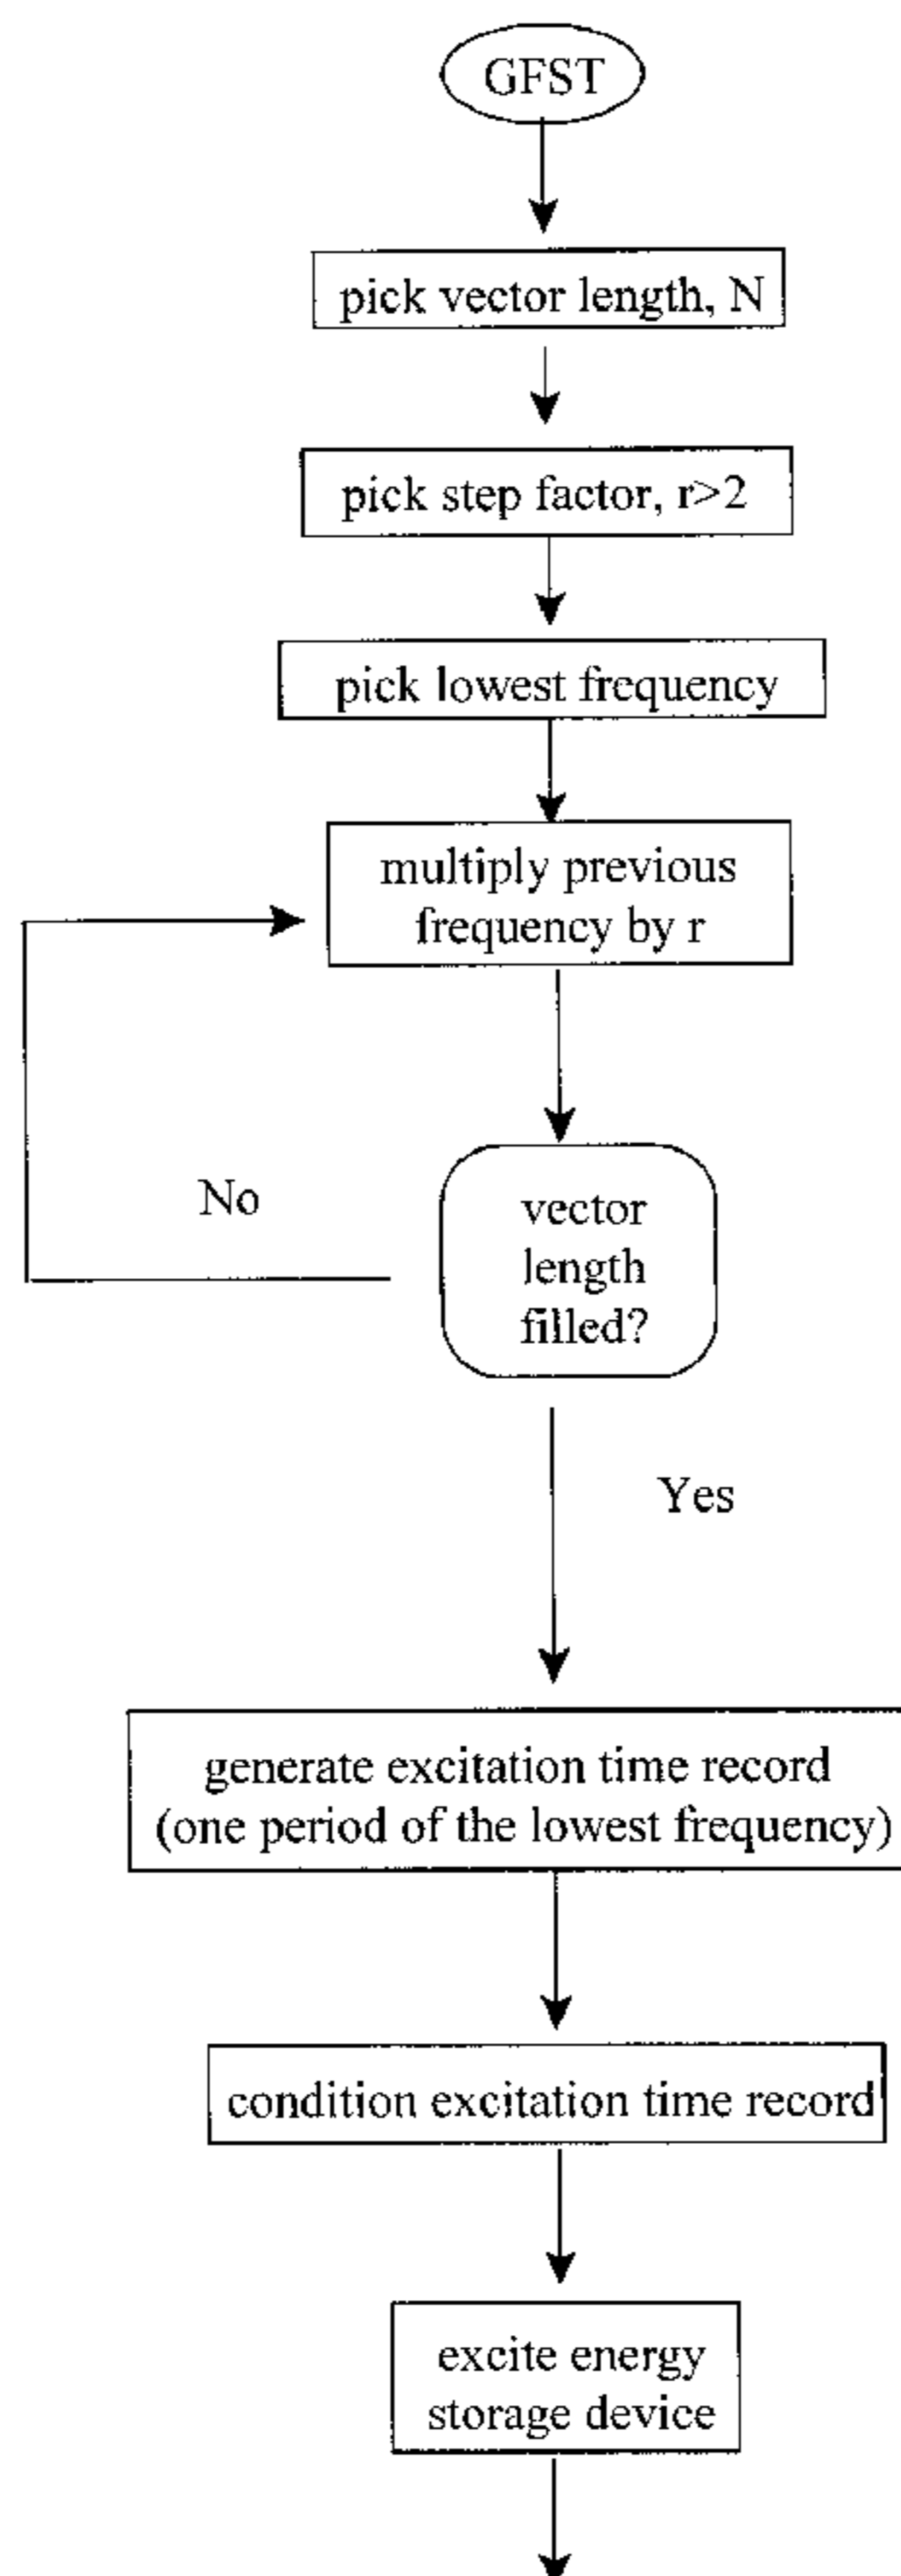 GFST
pick vector length, N
pick step factor, r>2
pick lowest frequency
multiply previous
frequency by r
No
vector
length
filled?
Yes
generate excitation time record
(one period of the lowest frequency)
condition excitation time record
excite energy
storage device